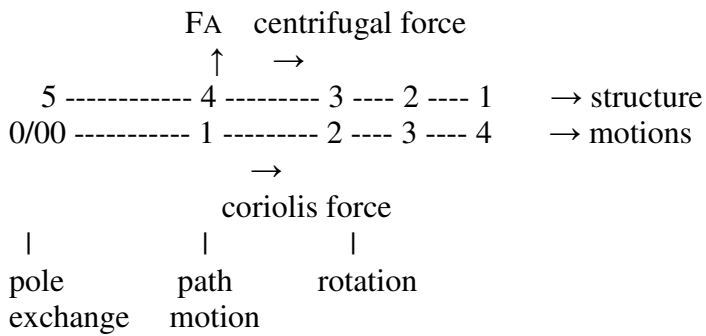 FA centrifugal force
↑ →
5 ------------ 4 --------- 3 ---- 2 ---- 1 → structure
0/00 ----------- 1 --------- 2 ---- 3 ---- 4 → motions
→
coriolis force
| | |
pole path rotation
exchange motion